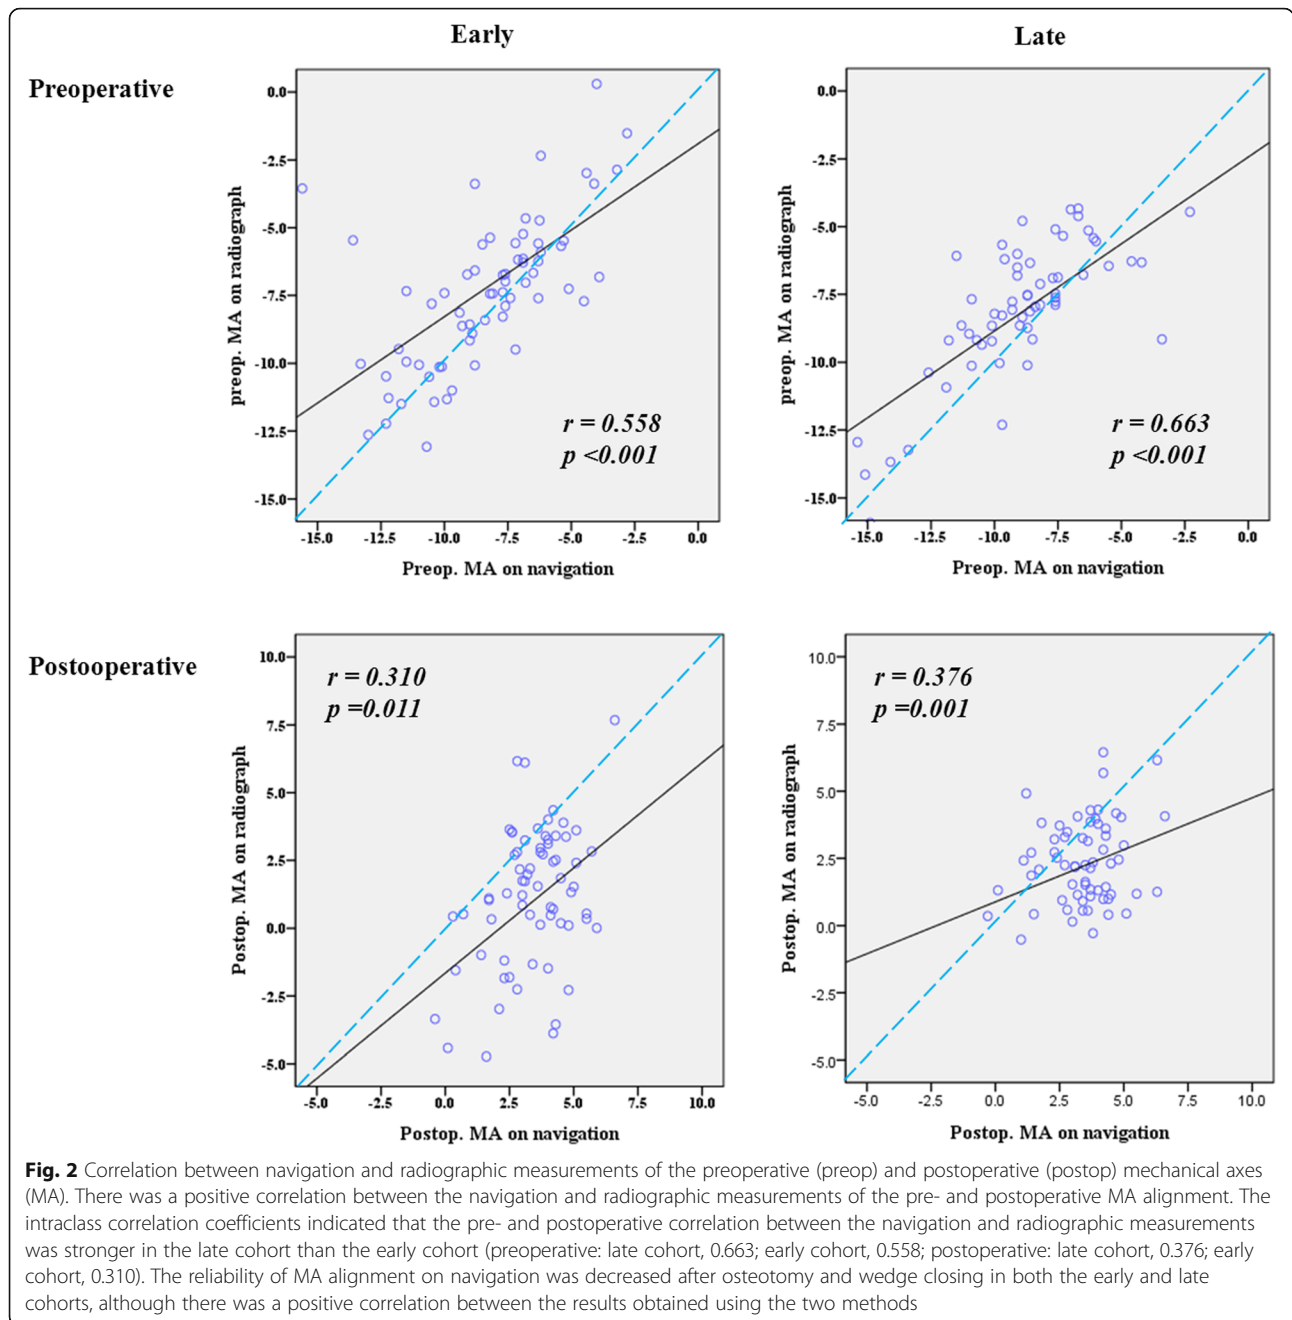 Early Late
Preoperative
0.0
-2.5
-5.0
-7.5
-10.0
-12.5
-15.0
preop. MA on radiograph
r = 0.558
p <0.001
-15.0 -12.5 -10.0 -7.5 -5.0 -2.5 0.0
Preop. MA on navigation
0.0
-2.5
-5.0
-7.5
-10.0
-12.5
-15.0
preop. MA on radiograph
r = 0.663
p <0.001
-15.0 -12.5 -10.0 -7.5 -5.0 -2.5 0.0
Preop. MA on navigation
Postooperative
10.0
7.5
5.0
2.5
0.0
-2.5
-5.0
Postop. MA on radiograph
r = 0.310
p =0.011
-5.0 -2.5 0.0 2.5 5.0 7.5 10.0
Postop. MA on navigation
10.0
7.5
5.0
2.5
0.0
-2.5
-5.0
Postop. MA on radiograph
r = 0.376
p =0.001
-5.0 -2.5 0.0 2.5 5.0 7.5 10.0
Postop. MA on navigation
Fig. 2 Correlation between navigation and radiographic measurements of the preoperative (preop) and postoperative (postop) mechanical axes
(MA). There was a positive correlation between the navigation and radiographic measurements of the pre- and postoperative MA alignment. The
intraclass correlation coefficients indicated that the pre- and postoperative correlation between the navigation and radiographic measurements
was stronger in the late cohort than the early cohort (preoperative: late cohort, 0.663; early cohort, 0.558; postoperative: late cohort, 0.376; early
cohort, 0.310). The reliability of MA alignment on navigation was decreased after osteotomy and wedge closing in both the early and late
cohorts, although there was a positive correlation between the results obtained using the two methods